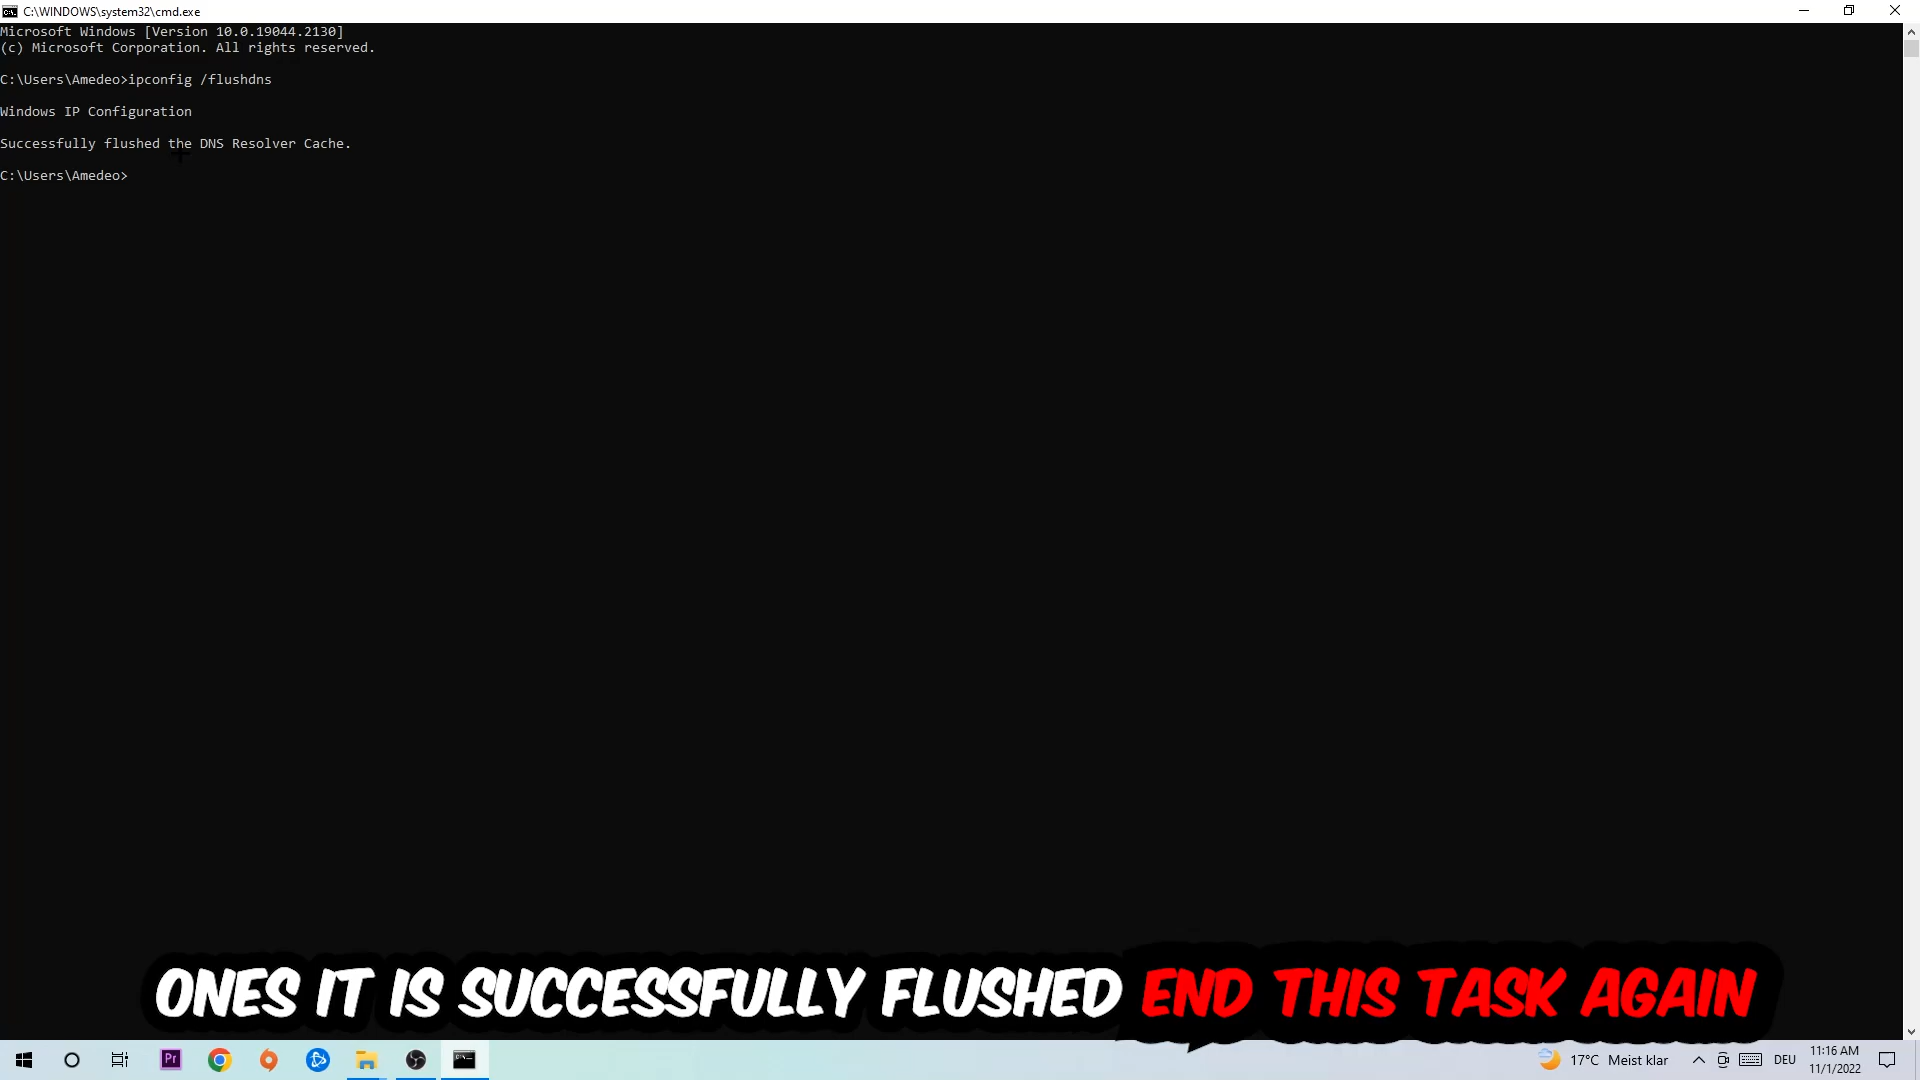 C:\WINDOWS\system32\cmd.exe
Microsoft Windows [Version 10.0.19044.2130]
(c) Microsoft Corporation. All rights reserved.
C:\Users\Amedeo>ipconfig /flushdns
Windows IP Configuration
Successfully flushed the DNS Resolver Cache.
C:\Users\Amedeo>
ONES IT IS SUCCESSFULLY FLUSHED END THIS TASK AGAIN
Pr
17°C Meist klar
DEU
11:16 AM
11/1/2022